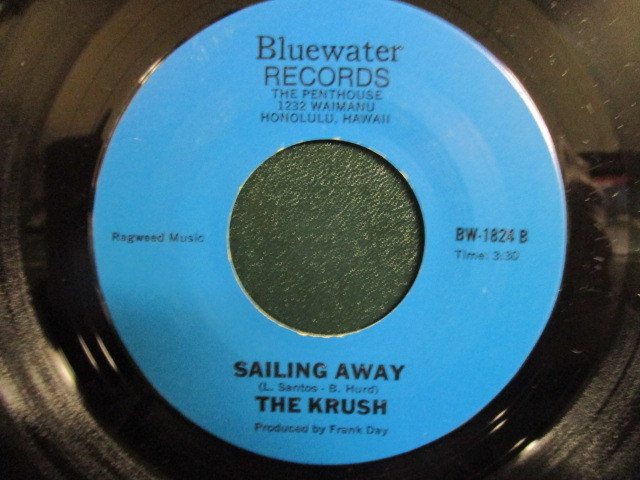 Bluewater
RECORDS
THE PENTHOUSE
1232 WAIMANU
HONOLULU, HAWAII
Ragweed Music
BW-1824 B
Time: 3:30
SAILING AWAY
(L. Santos - B. Hurd)
THE KRUSH
Produced by Frank Day